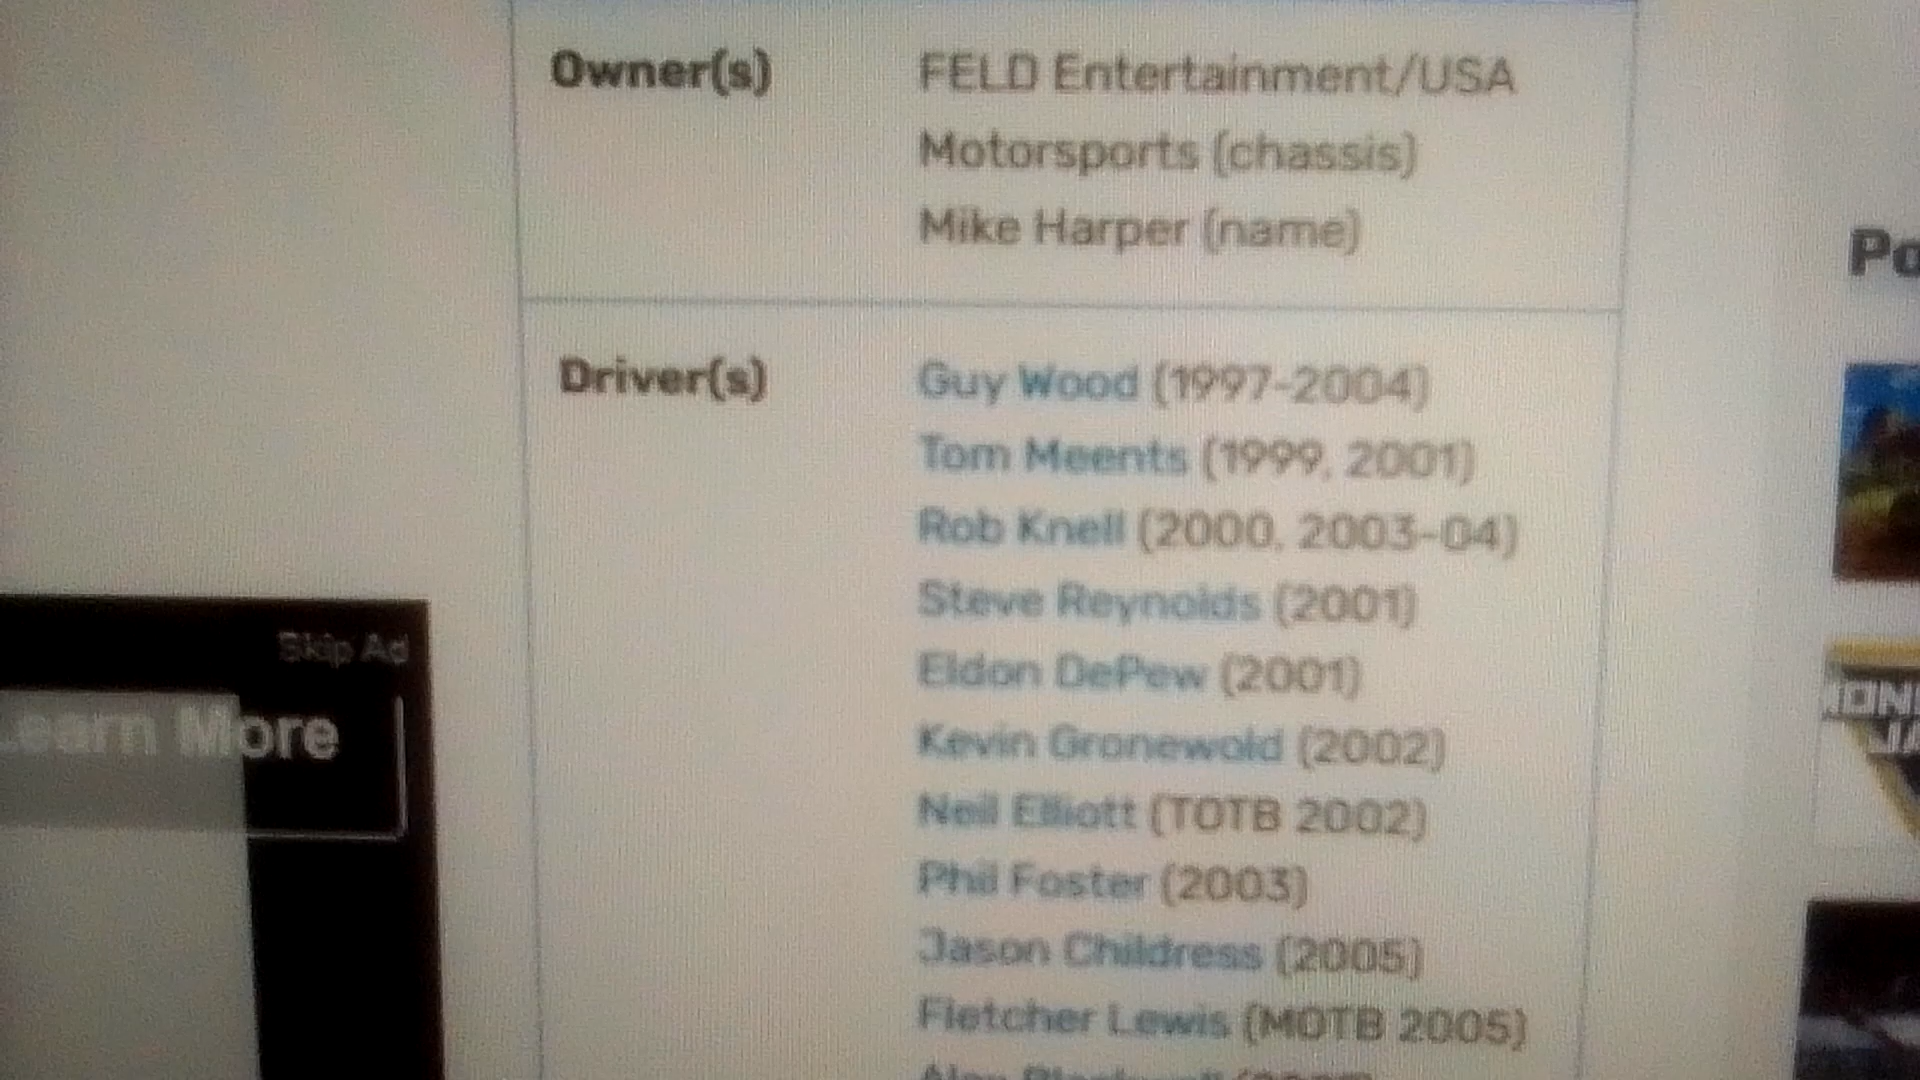 Owner(s)
FELD Entertainment/USA
Motorsports (chassis)
Mike Harper (name)
Po
Driver(s)
Guy Wood (1997-2004)
Tom Meents (1999, 2001)
Rob Knell (2000, 2003-04)
Steve Reynolds (2001)
Eldon DePew (2001)
Kevin Gronewold (2002)
Neil Elliott (TOTB 2002)
Phil Foster (2003)
Jason Childress (2005)
Fletcher Lewis (MOTB 2005)
Skip Ad
Learn More